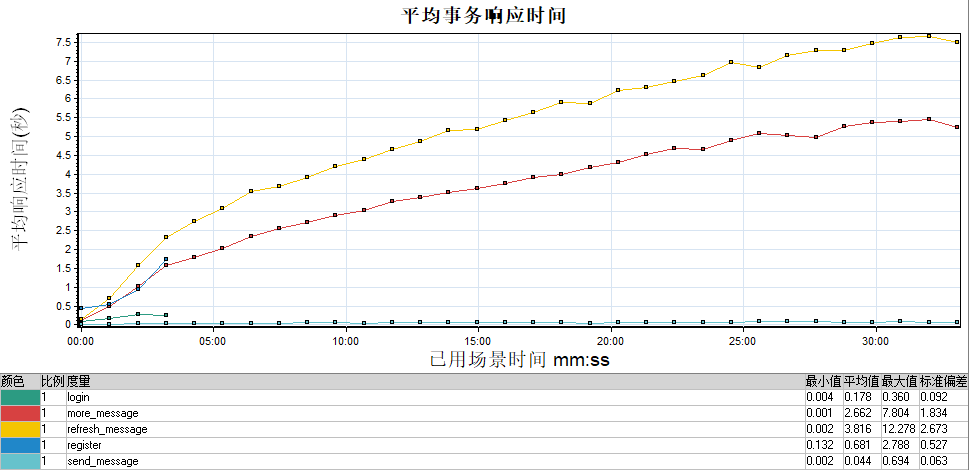 平均事务响应时间
平均响应时间(秒)
7.5
7
6.5
6
5.5
5
4.5
4
3.5
3
2.5
2
1.5
1
0.5
0
00:00 05:00 10:00 15:00 20:00 25:00 30:00
已用场景时间 mm:ss
颜色 比例 度量 最小值 平均值 最大值 标准偏差
1 login 0.004 0.178 0.360 0.092
1 more_message 0.001 2.662 7.804 1.834
1 refresh_message 0.002 3.816 12.278 2.673
1 register 0.132 0.681 2.788 0.527
1 send_message 0.002 0.044 0.694 0.063